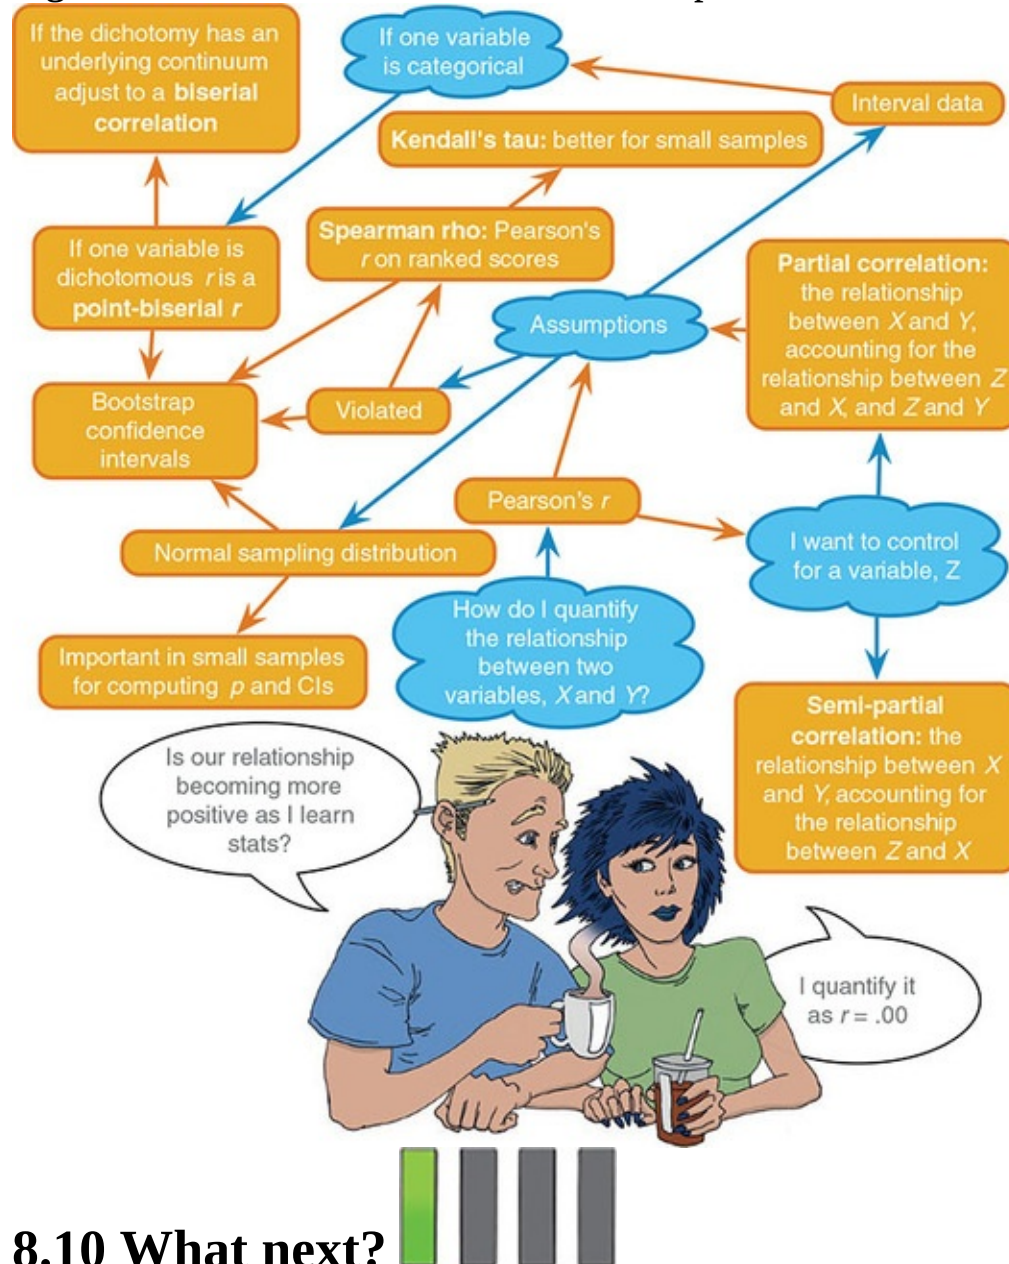 If the dichotomy has an
underlying continuum
adjust to a biserial
correlation
If one variable
is categorical
Interval data
Kendall's tau: better for small samples
Spearman rho: Pearson's
r on ranked scores
If one variable is
dichotomous r is a
point-biserial r
Assumptions
Partial correlation:
the relationship
between X and Y,
accounting for the
relationship between Z
and X, and Z and Y
Bootstrap
confidence
intervals
Violated
Pearson's r
Normal sampling distribution
I want to control
for a variable, Z
How do I quantify
the relationship
between two
variables, X and Y?
Important in small samples
for computing p and CIs
Semi-partial
correlation: the
relationship between X
and Y, accounting for
the relationship
between Z and X
Is our relationship
becoming more
positive as I learn
stats?
I quantify it
as r = .00
8.10 What next?